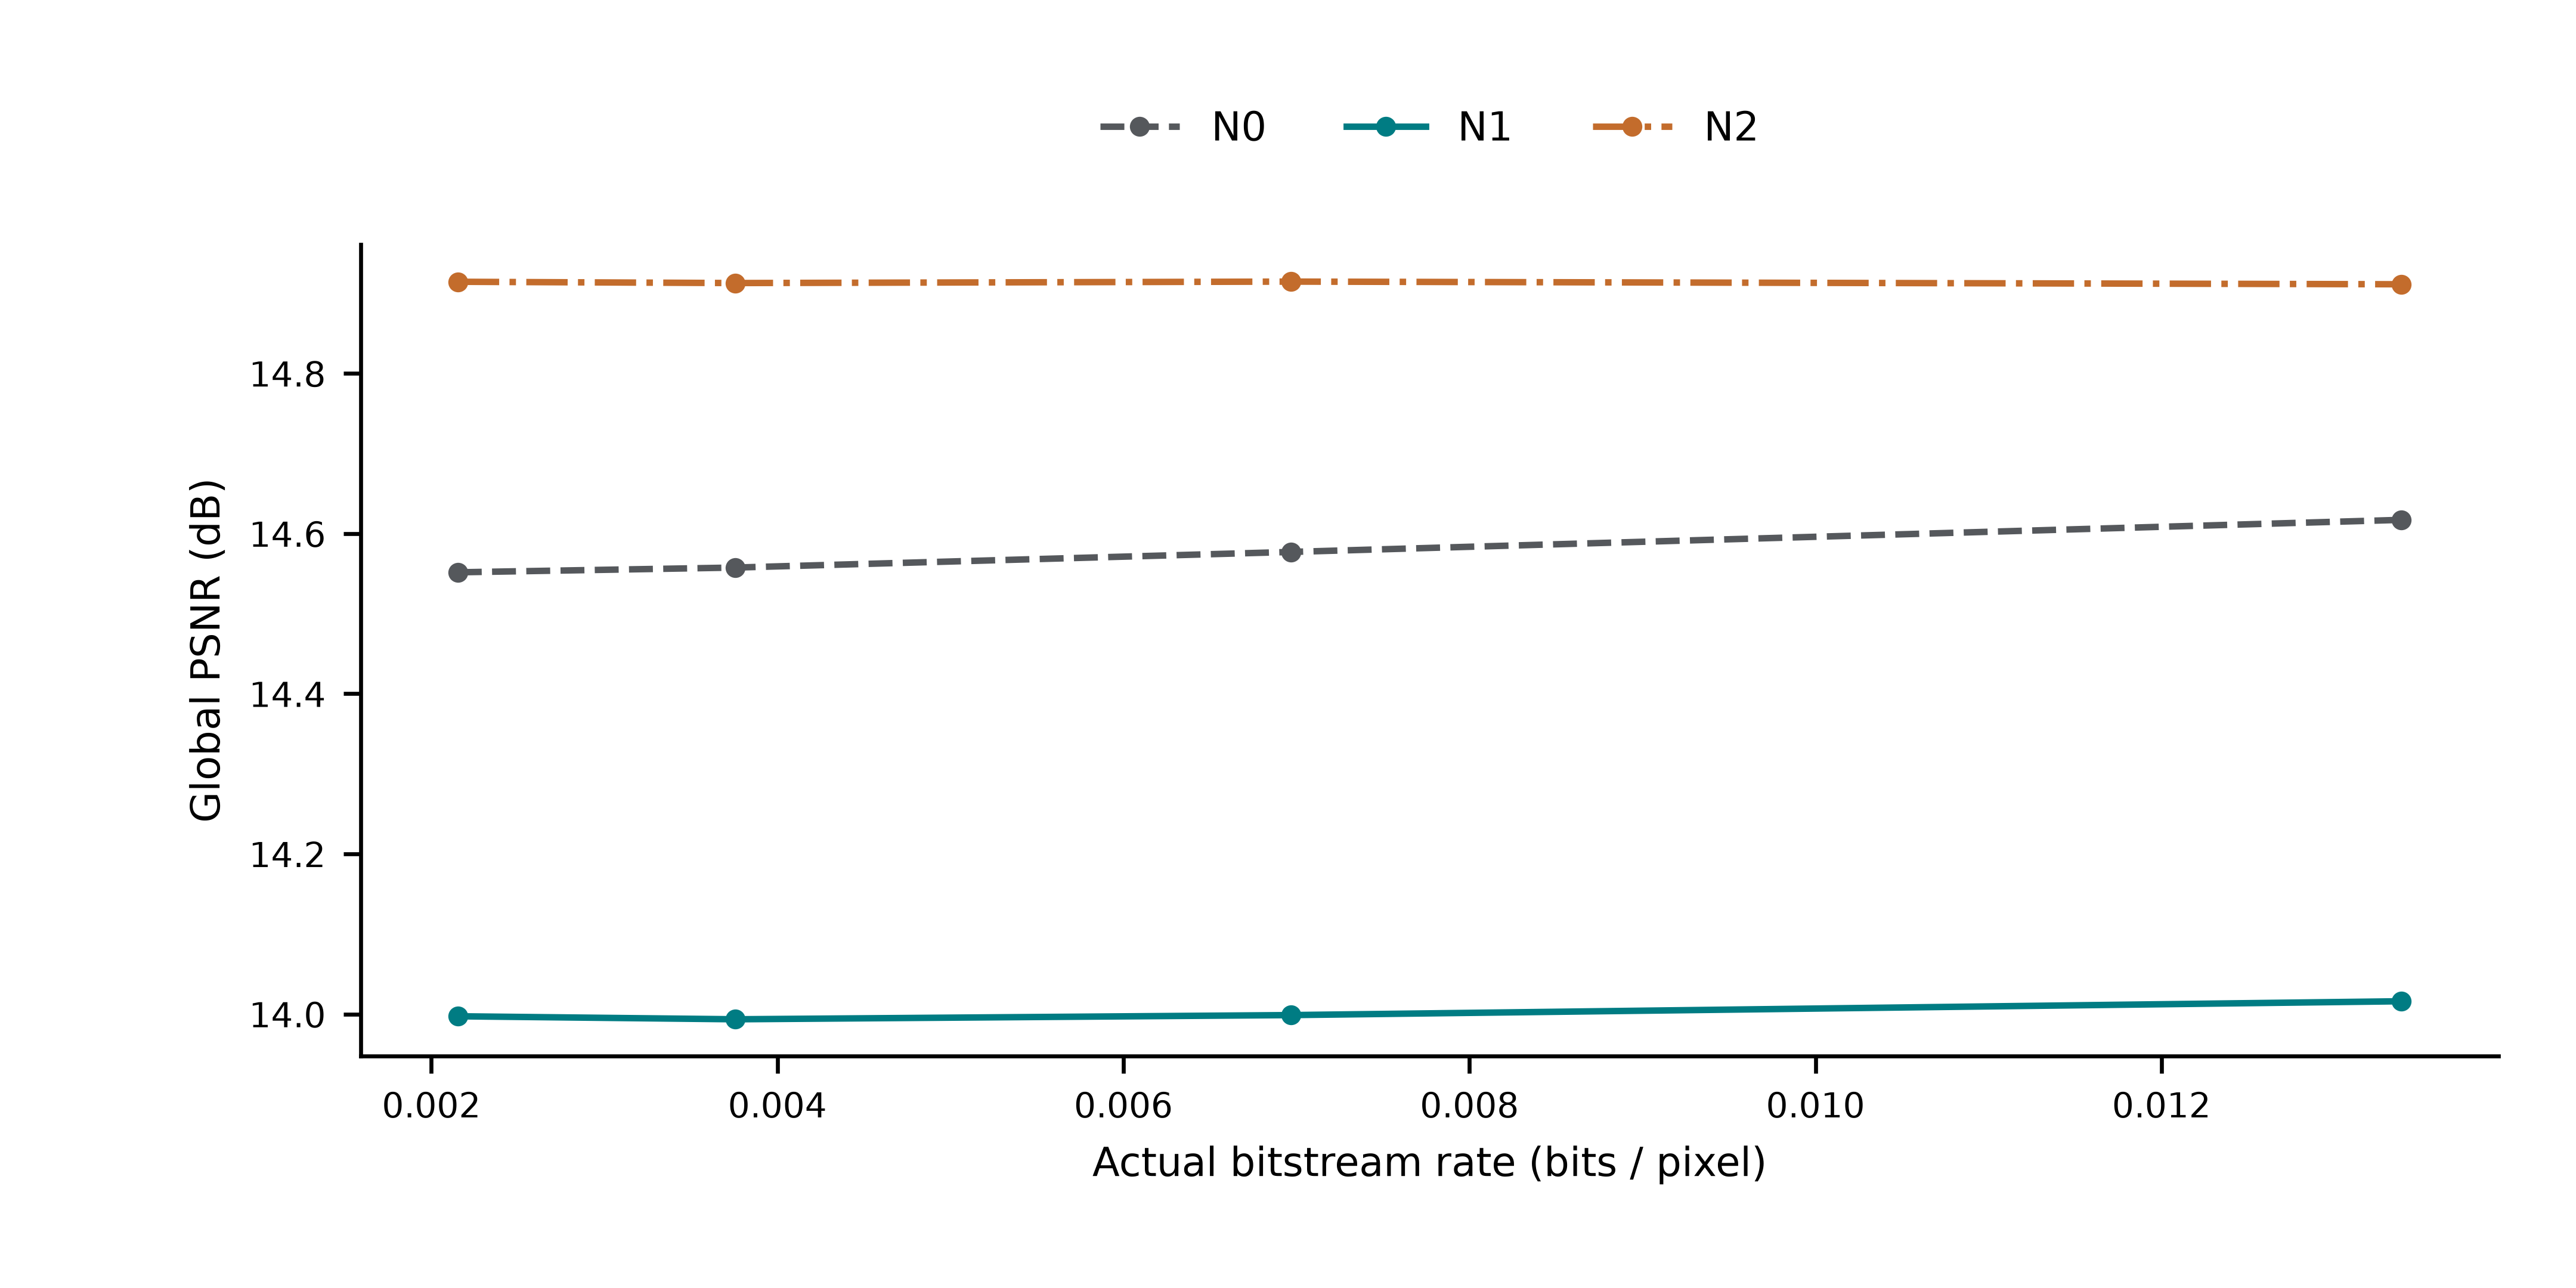 N0 N1 N2
Global PSNR (dB)
14.8
14.6
14.4
14.2
14.0
0.002 0.004 0.006 0.008 0.010 0.012
Actual bitstream rate (bits / pixel)